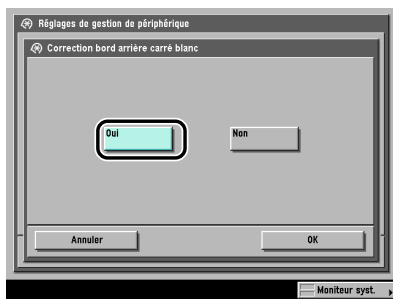 Réglages de gestion de périphérique
Correction bord arrière carré blanc
Oui
Non
Annuler
OK
Moniteur syst.